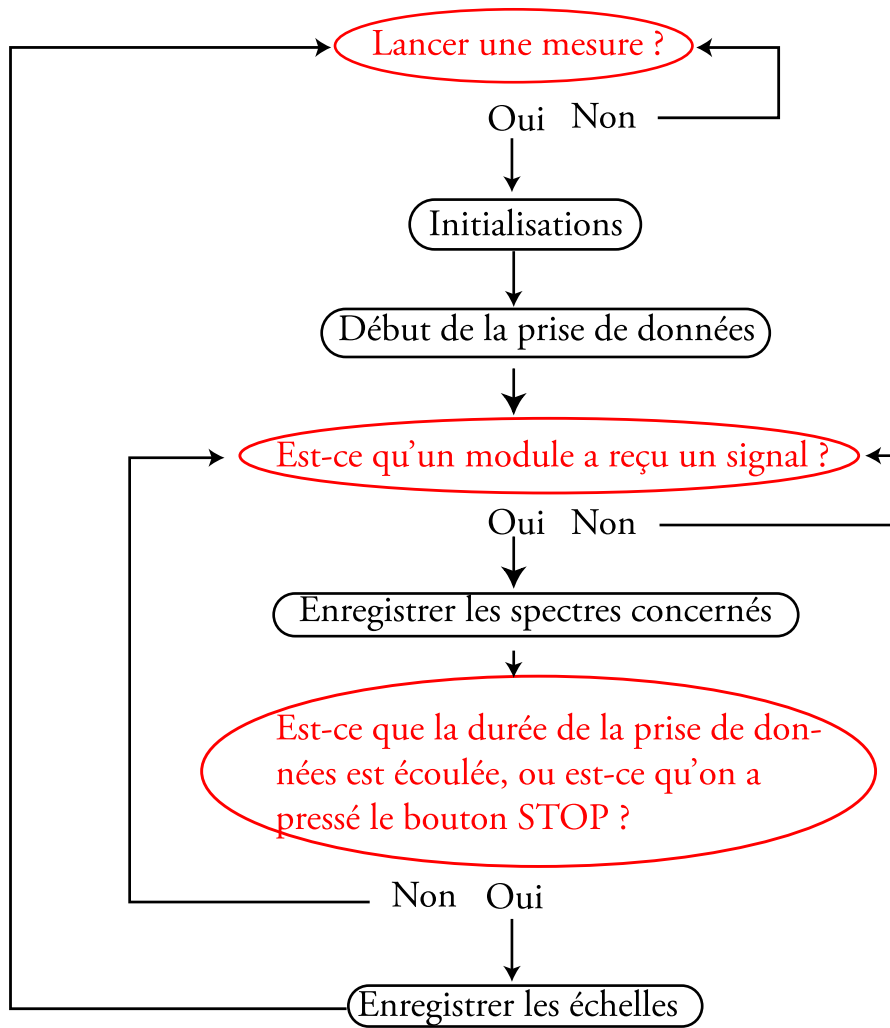 Lancer une mesure ?
Oui Non
Initialisations
Début de la prise de données
Est-ce qu'un module a reçu un signal ?
Oui Non
Enregistrer les spectres concernés
Est-ce que la durée de la prise de don-
nées est écoulée, ou est-ce qu'on a
pressé le bouton STOP ?
Non Oui
Enregistrer les échelles